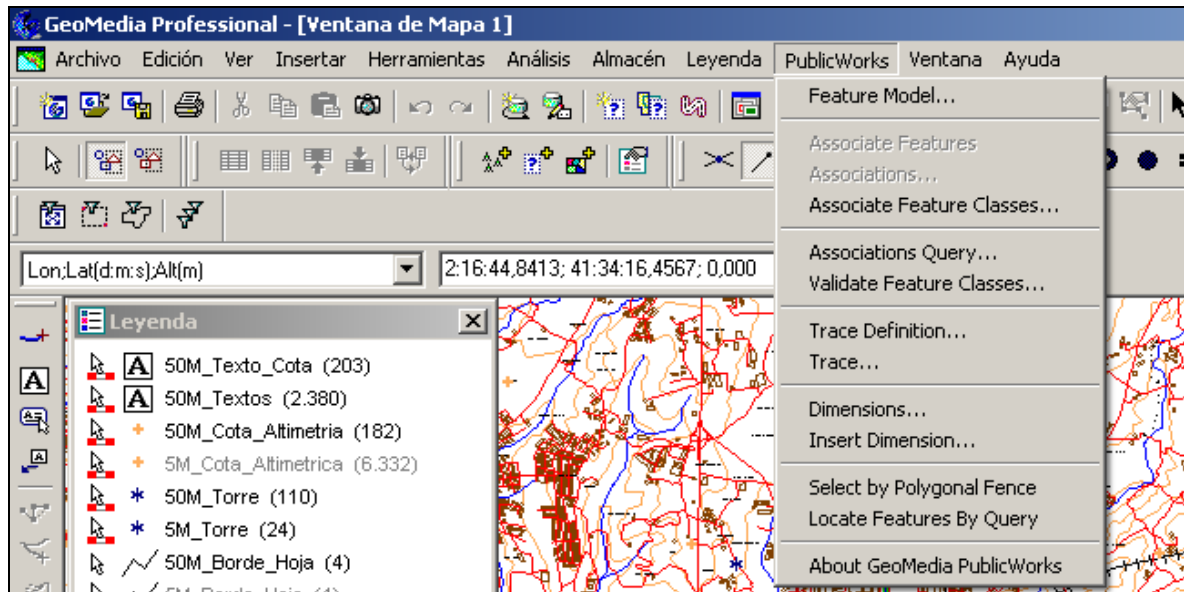 GeoMedia Professional - [Ventana de Mapa 1]
Archivo Edición Ver Insertar Herramientas Análisis Almacén Leyenda PublicWorks Ventana Ayuda
Feature Model...
Associate Features
Associations...
Associate Feature Classes...
Associations Query...
Validate Feature Classes...
Trace Definition...
Trace...
Dimensions...
Insert Dimension...
Select by Polygonal Fence
Locate Features By Query
About GeoMedia PublicWorks
Lon;Lat(d:m:s);Alt(m)
2:16:44,8413; 41:34:16,4567; 0,000
Leyenda
A 50M_Texto_Cota (203)
A 50M_Textos (2.380)
50M_Cota_Altimetria (182)
5M_Cota_Altimetrica (6.332)
50M_Torre (110)
5M_Torre (24)
50M_Borde_Hoja (4)